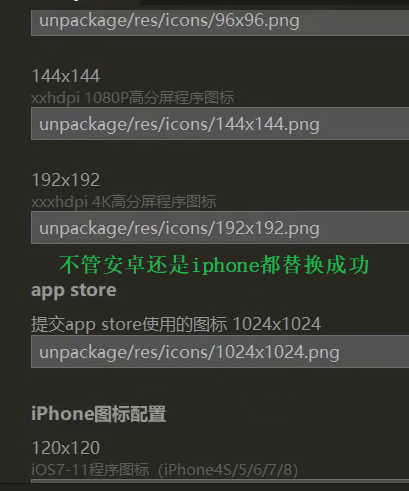 unpackage/res/icons/96x96.png
144x144
xxhdpi 1080P高分屏程序图标
unpackage/res/icons/144x144.png
192x192
xxxhdpi 4K高分屏程序图标
unpackage/res/icons/192x192.png
不管安卓还是iphone都替换成功
app store
提交app store使用的图标 1024x1024
unpackage/res/icons/1024x1024.png
iPhone图标配置
120x120
iOS7-11程序图标（iPhone4S/5/6/7/8）